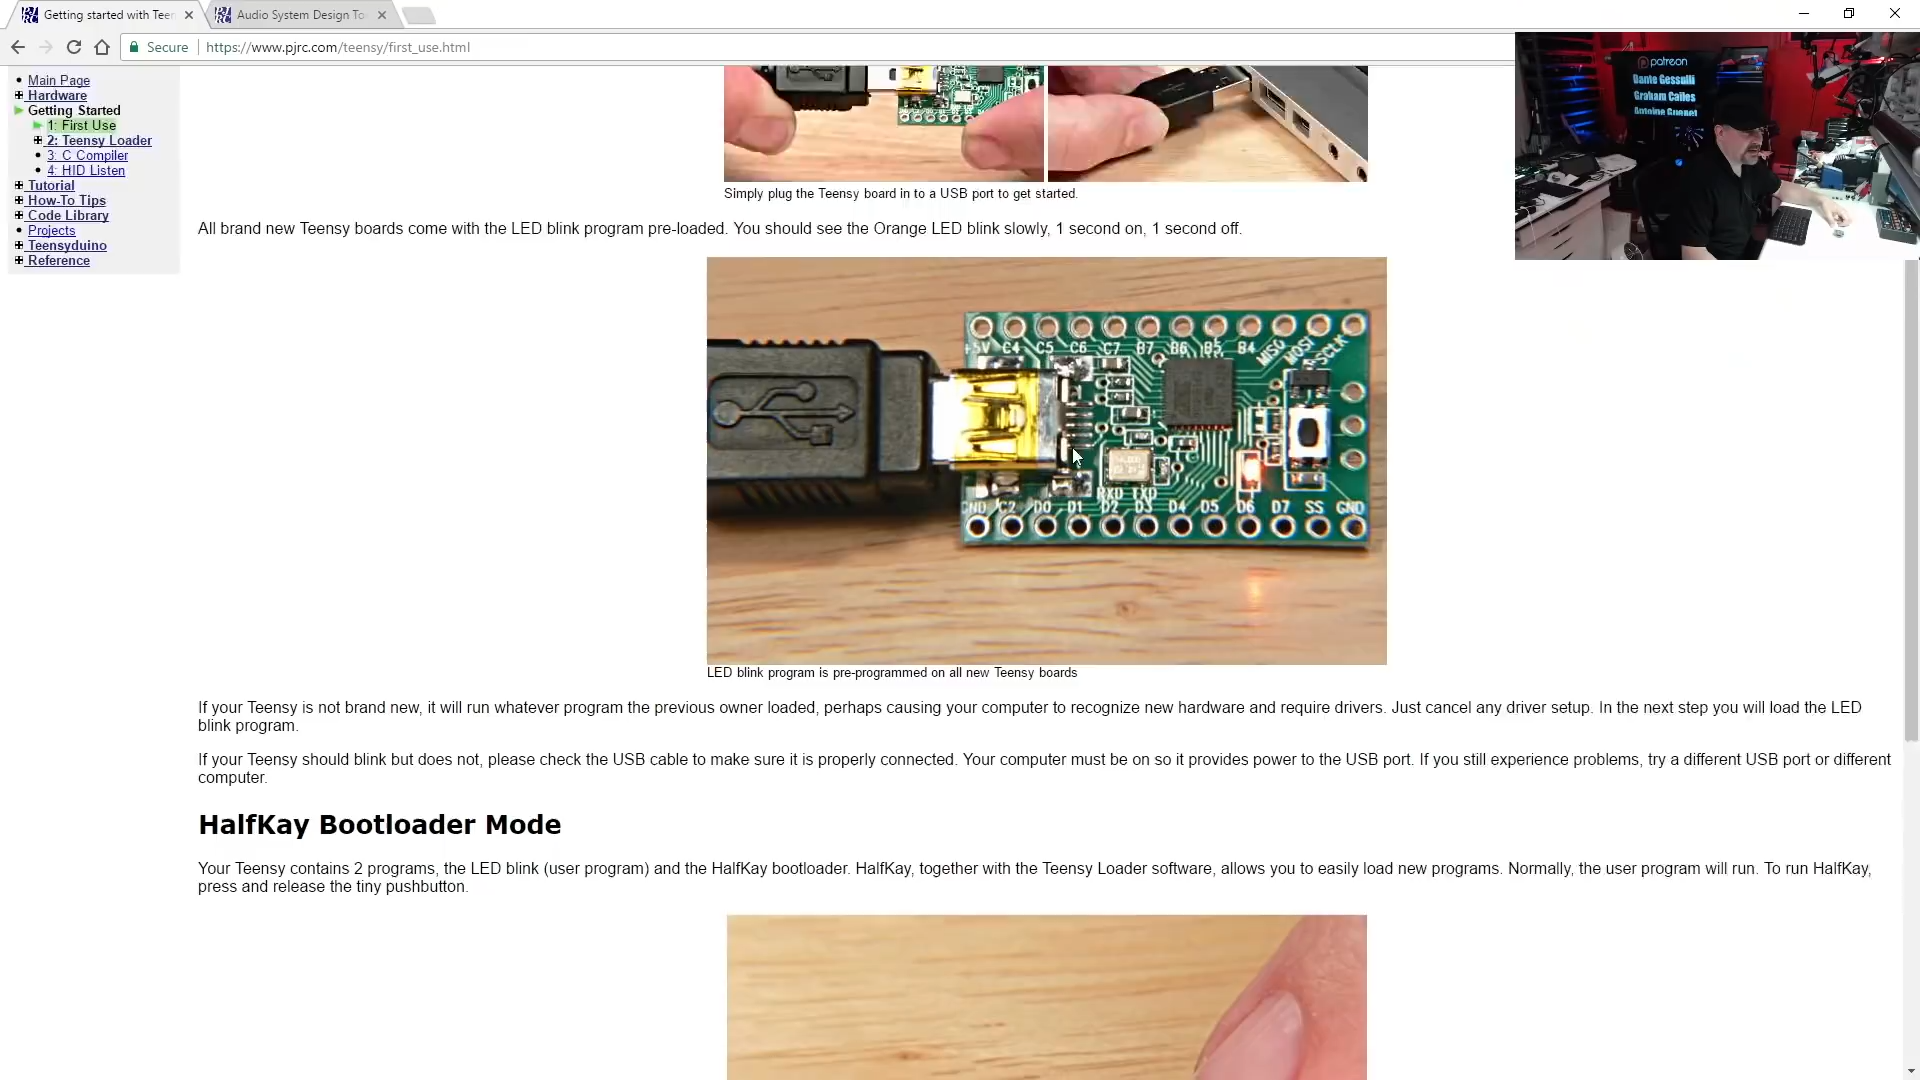 Getting started with Teen
Audio System Design To
Secure
https://www.pjrc.com/teensy/first_use.html
Main Page
Hardware
Getting Started
1: First Use
2: Teensy Loader
3: C Compiler
4: HID Listen
Tutorial
How-To Tips
Code Library
Projects
Teensyduino
Reference
patreon
Dante Gessulli
Graham Cailes
Simply plug the Teensy board in to a USB port to get started.
All brand new Teensy boards come with the LED blink program pre-loaded. You should see the Orange LED blink slowly, 1 second on, 1 second off.
+5V C4 C5 C6 C7 B7 B6 B5 B4 MISO MOSI SCLK
RXD TXD
GND C2 D0 D1 D2 D3 D4 D5 D6 D7 SS GND
LED blink program is pre-programmed on all new Teensy boards
If your Teensy is not brand new, it will run whatever program the previous owner loaded, perhaps causing your computer to recognize new hardware and require drivers. Just cancel any driver setup. In the next step you will load the LED
blink program.
If your Teensy should blink but does not, please check the USB cable to make sure it is properly connected. Your computer must be on so it provides power to the USB port. If you still experience problems, try a different USB port or different
computer.
HalfKay Bootloader Mode
Your Teensy contains 2 programs, the LED blink (user program) and the HalfKay bootloader. HalfKay, together with the Teensy Loader software, allows you to easily load new programs. Normally, the user program will run. To run HalfKay,
press and release the tiny pushbutton.